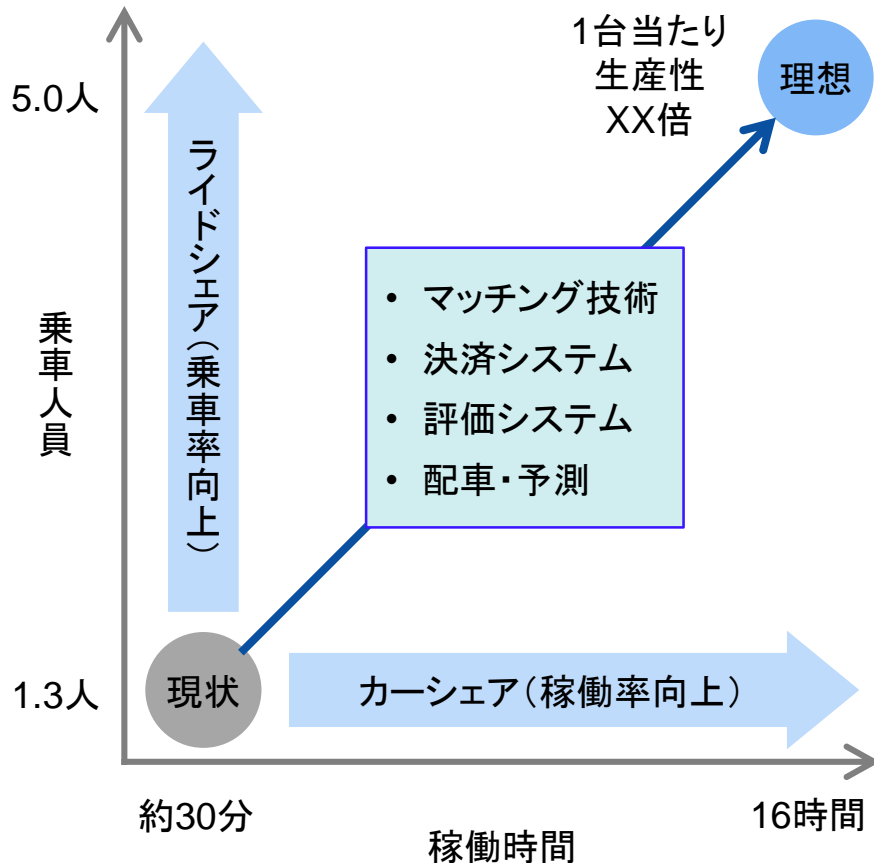 1台当たり
生産性
XX倍
理想
5.0人
ライドシェア（乗車率向上）
乗車人員
• マッチング技術
• 決済システム
• 評価システム
• 配車・予測
1.3人
現状
カーシェア（稼働率向上）
約30分
16時間
稼働時間